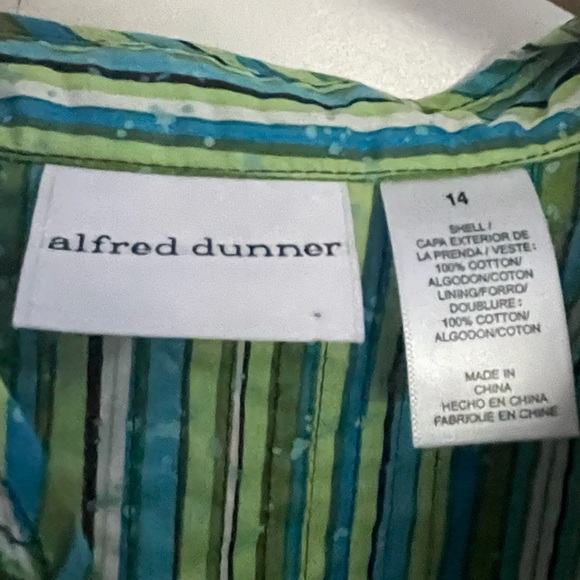 alfred dunner
14
SHELL/
CAPA EXTERIOR DE
LA PRENDA/VESTE:
100% COTTON/
ALGODON/COTON
LINING/FORRO/
DOUBLURE:
100% COTTON/
ALGODON/COTON
MADE IN
CHINA
HECHO EN CHINA
FABRIQUE EN CHINE